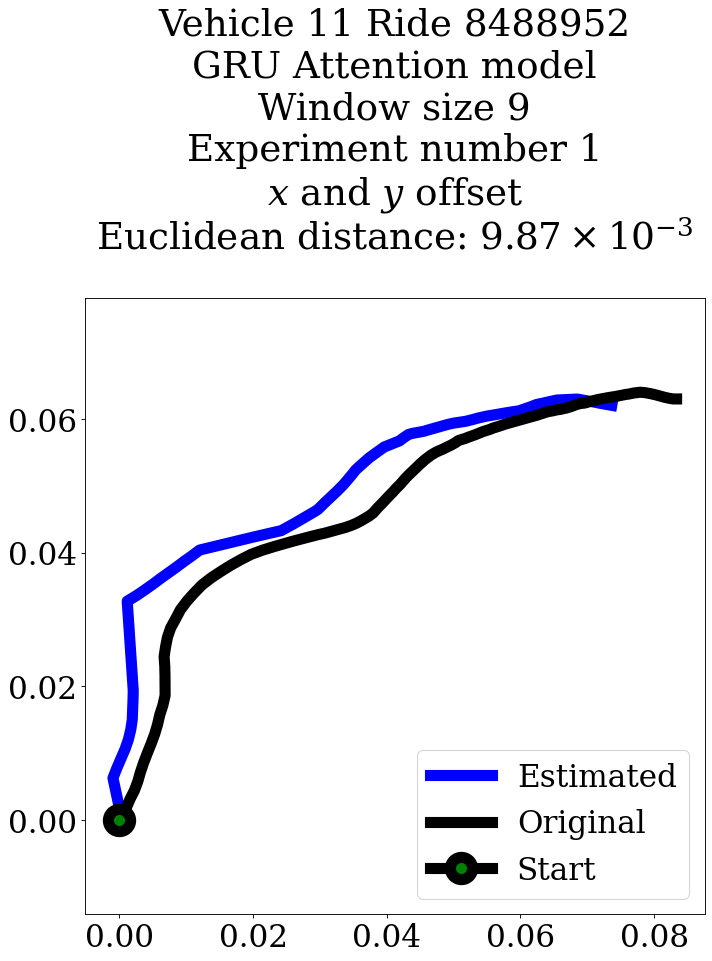 Vehicle 11 Ride 8488952
GRU Attention model
Window size 9
Experiment number 1
x and y offset
Euclidean distance: 9.87 × 10⁻³
0.06
0.04
0.02
0.00
Estimated
Original
Start
0.00 0.02 0.04 0.06 0.08